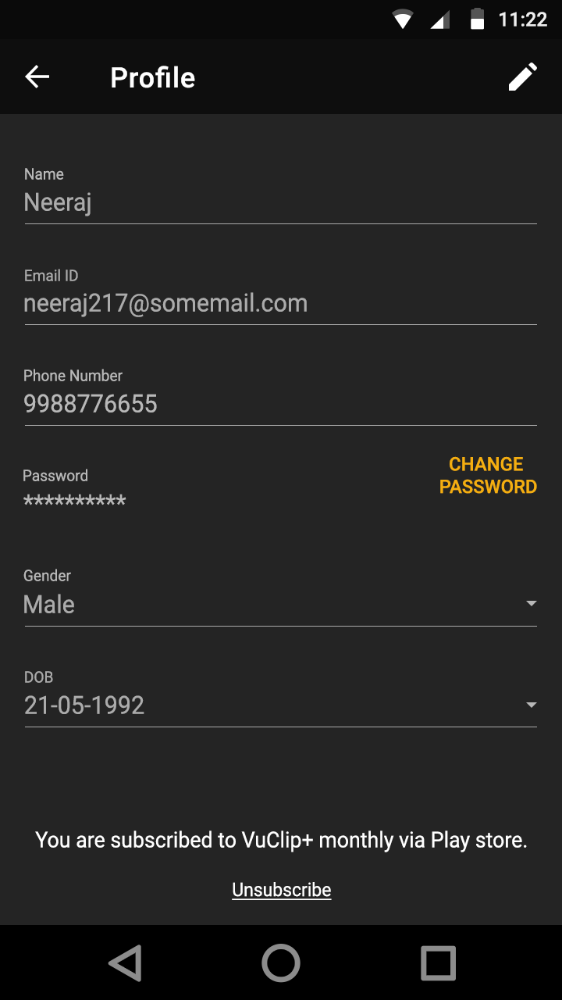 11:22
Profile
Name
Neeraj
Email ID
neeraj217@somemail.com
Phone Number
9988776655
CHANGE
PASSWORD
Password
**********
Gender
Male
DOB
21-05-1992
You are subscribed to VuClip+ monthly via Play store.
Unsubscribe